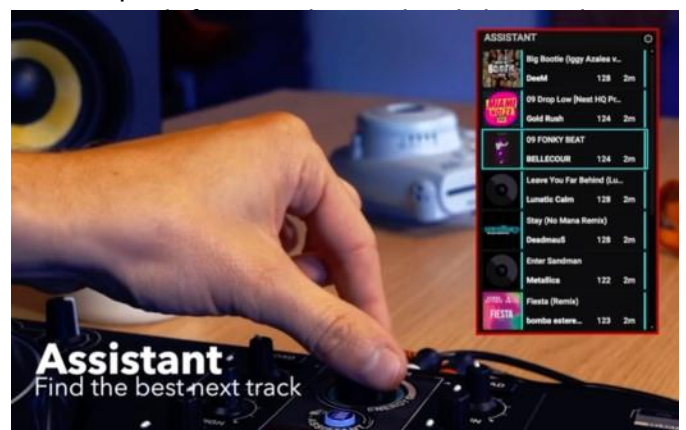 ASSISTANT
Big Bootie (Iggy Azalea v...
DeeM 128 2m
09 Drop Low [Nest HQ Pr...
Gold Rush 124 2m
09 FONKY BEAT
BELLECOUR 124 2m
Leave You Far Behind (Lu...
Lunatic Calm 128 2m
Stay (No Mana Remix)
Deadmau5 128 2m
Enter Sandman
Metallica 122 2m
Fiesta (Remix)
bomba estere... 123 2m
FIESTA
Assistant
Find the best next track
ENERGY